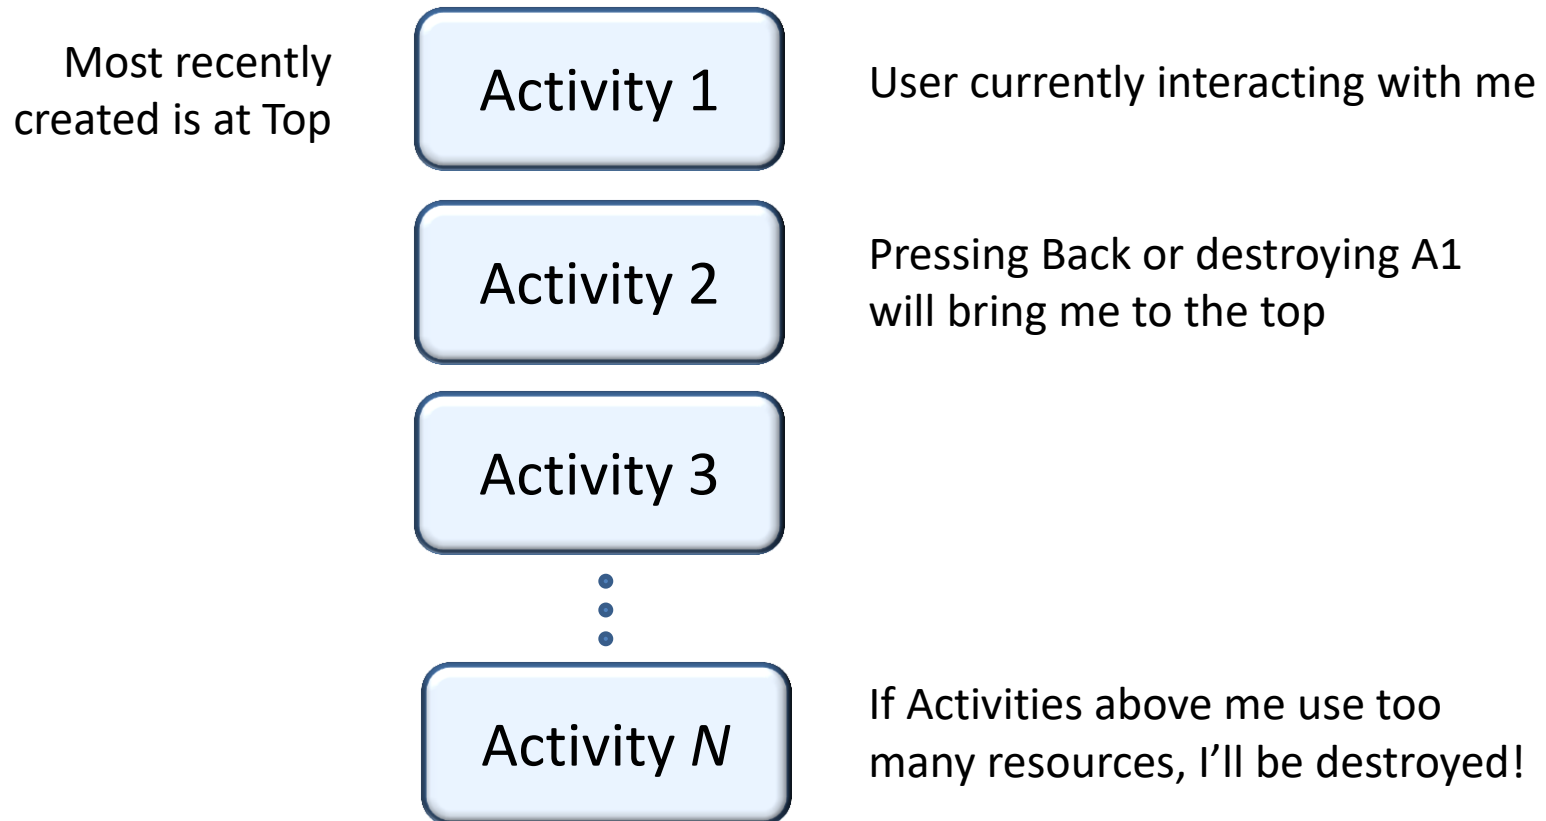 Most recently
created is at Top
Activity 1
User currently interacting with me
Activity 2
Pressing Back or destroying A1
will bring me to the top
Activity 3
Activity N
If Activities above me use too
many resources, I’ll be destroyed!